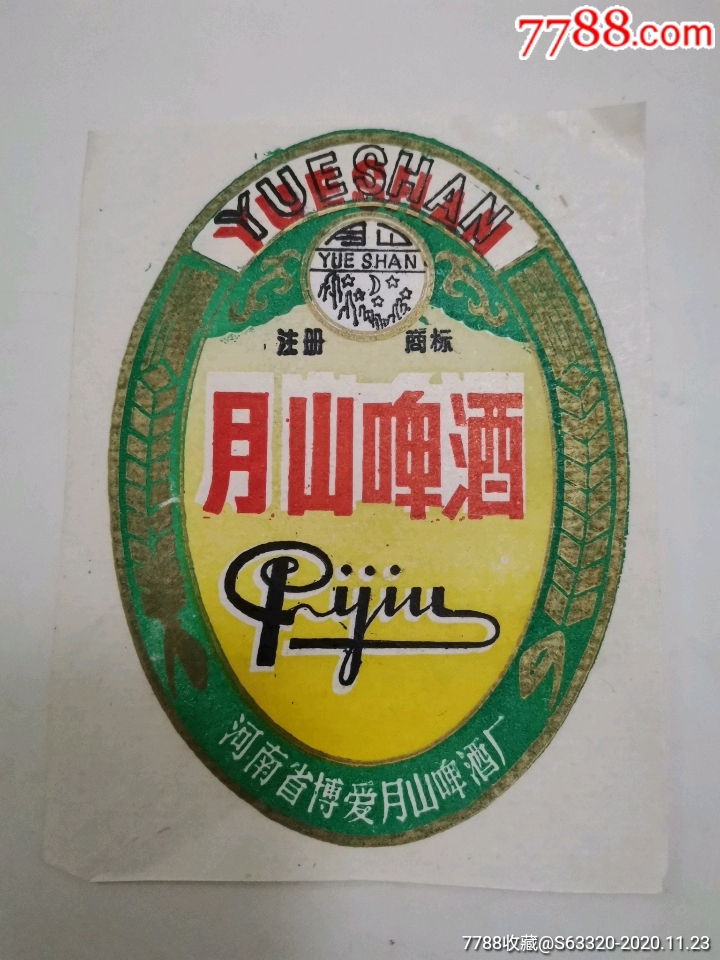 7788.com
YUESHAN
月山
YUE SHAN
注册 商标
月山啤酒
Pijiu
河南省博爱月山啤酒厂
7788收藏@S63320-2020.11.23